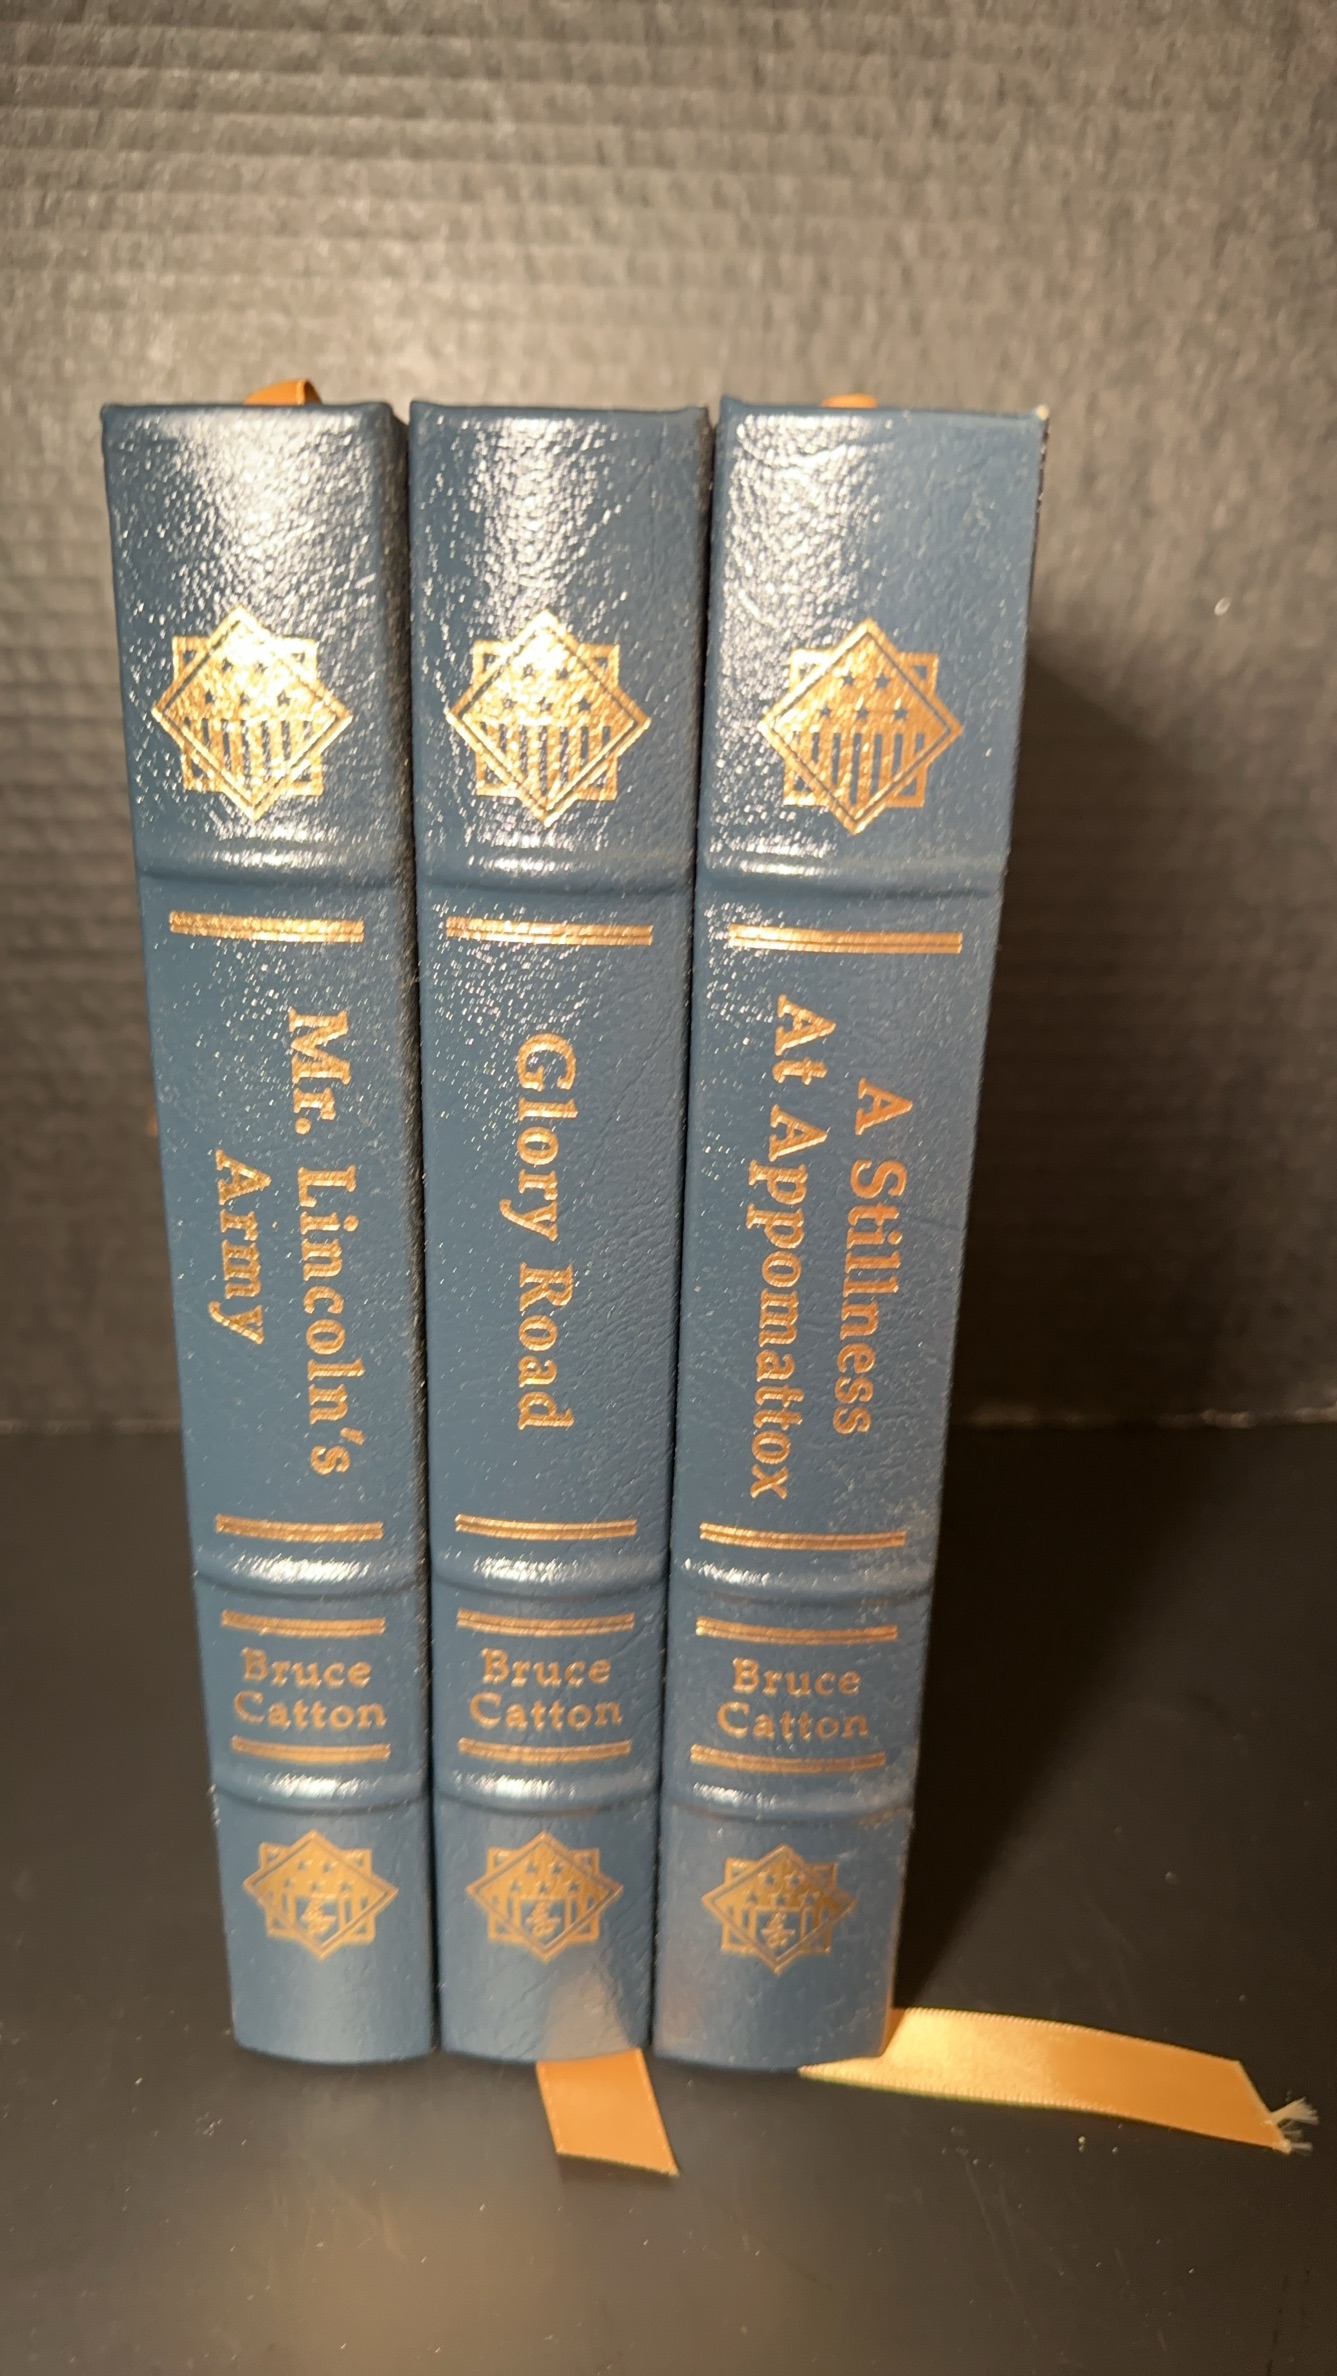 Mr. Lincoln's
Army
Bruce
Catton
Glory Road
Bruce
Catton
A Stillness
At Appomattox
Bruce
Catton